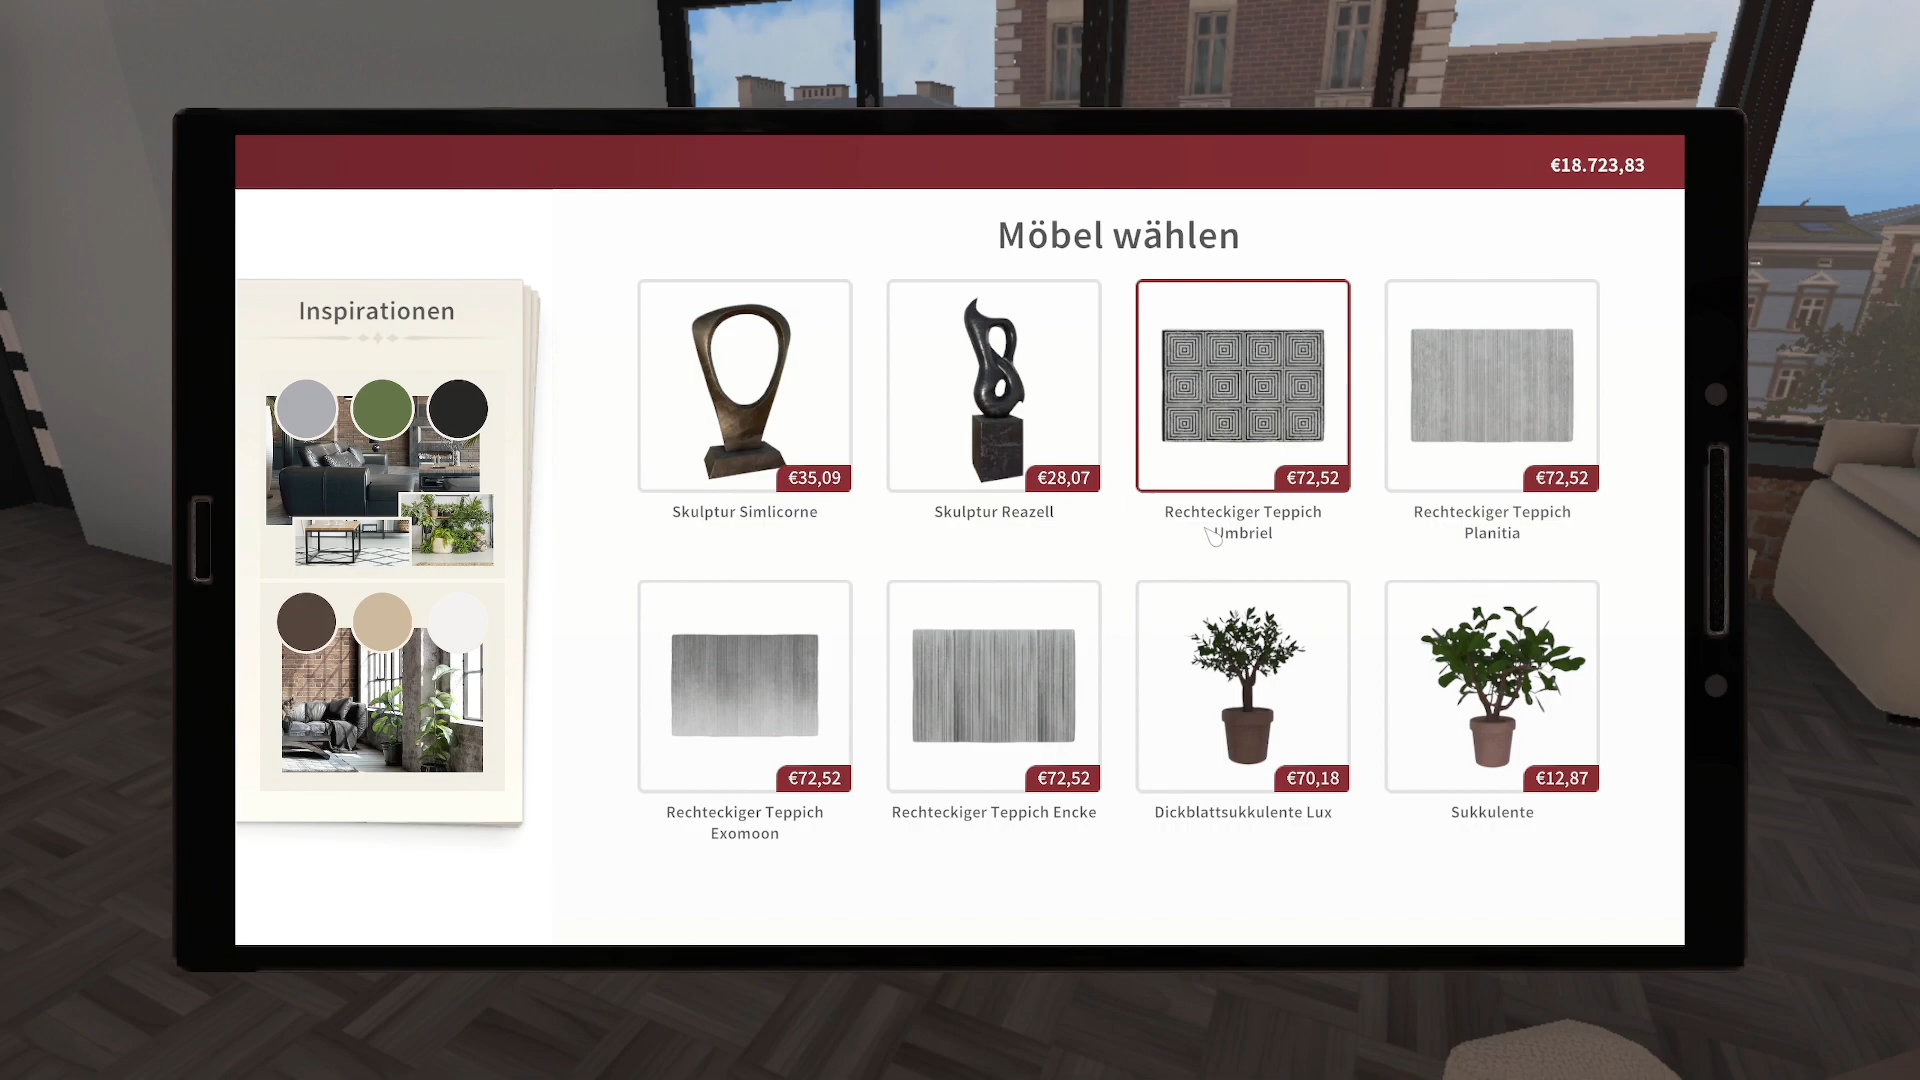 €18.723,83
Möbel wählen
Inspirationen
€35,09
€28,07
€72,52
€72,52
Skulptur Simlicorne
Skulptur Reazell
Rechteckiger Teppich
Umbriel
Rechteckiger Teppich
Planitia
€72,52
€72,52
€70,18
€12,87
Rechteckiger Teppich
Exomoon
Rechteckiger Teppich Encke
Dickblattsukkulente Lux
Sukkulente